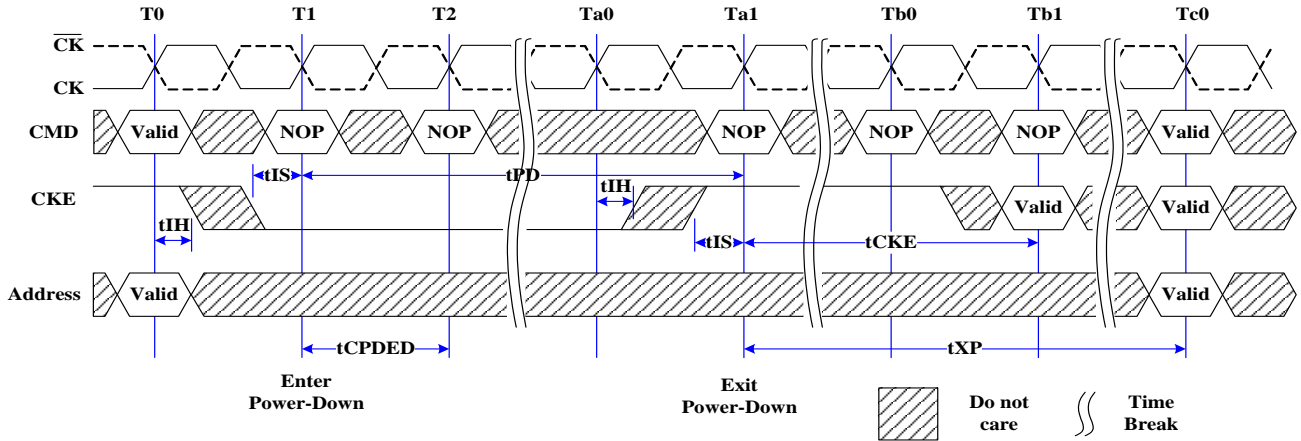 T0 T1 T2 Ta0 Ta1 Tb0 Tb1 Tc0
CK
CK
CMD Valid NOP NOP NOP NOP NOP Valid
tIS tPD tIH
CKE Valid Valid
tIH tIS tCKE
Address Valid Valid
tCPDED tXP
Enter
Power-Down
Exit
Power-Down
Do not
care
Time
Break